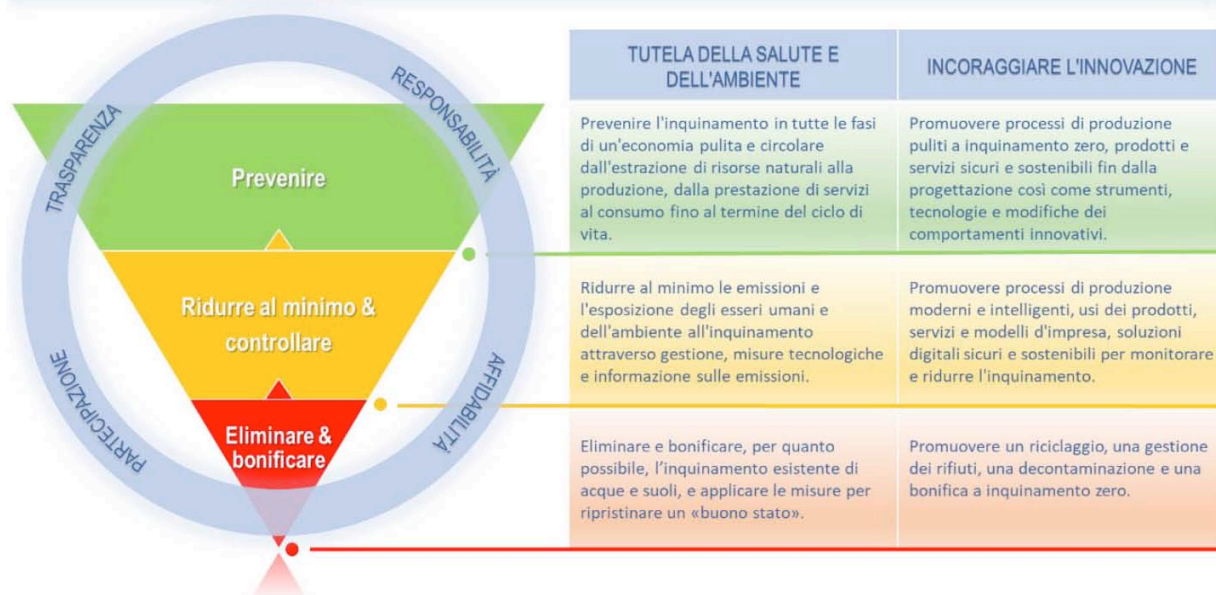 TRASPARENZA
RESPONSABILITÀ
PARTECIPAZIONE
AFFIDABILITÀ
Prevenire
Ridurre al minimo &
controllare
Eliminare &
bonificare
TUTELA DELLA SALUTE E
DELL'AMBIENTE
INCORAGGIARE L'INNOVAZIONE
Prevenire l'inquinamento in tutte le fasi
di un'economia pulita e circolare
dall'estrazione di risorse naturali alla
produzione, dalla prestazione di servizi
al consumo fino al termine del ciclo di
vita.
Promuovere processi di produzione
puliti a inquinamento zero, prodotti e
servizi sicuri e sostenibili fin dalla
progettazione così come strumenti,
tecnologie e modifiche dei
comportamenti innovativi.
Ridurre al minimo le emissioni e
l'esposizione degli esseri umani e
dell'ambiente all'inquinamento
attraverso gestione, misure tecnologiche
e informazione sulle emissioni.
Promuovere processi di produzione
moderni e intelligenti, usi dei prodotti,
servizi e modelli d'impresa, soluzioni
digitali sicuri e sostenibili per monitorare
e ridurre l'inquinamento.
Eliminare e bonificare, per quanto
possibile, l’inquinamento esistente di
acque e suoli, e applicare le misure per
ripristinare un «buono stato».
Promuovere un riciclaggio, una gestione
dei rifiuti, una decontaminazione e una
bonifica a inquinamento zero.